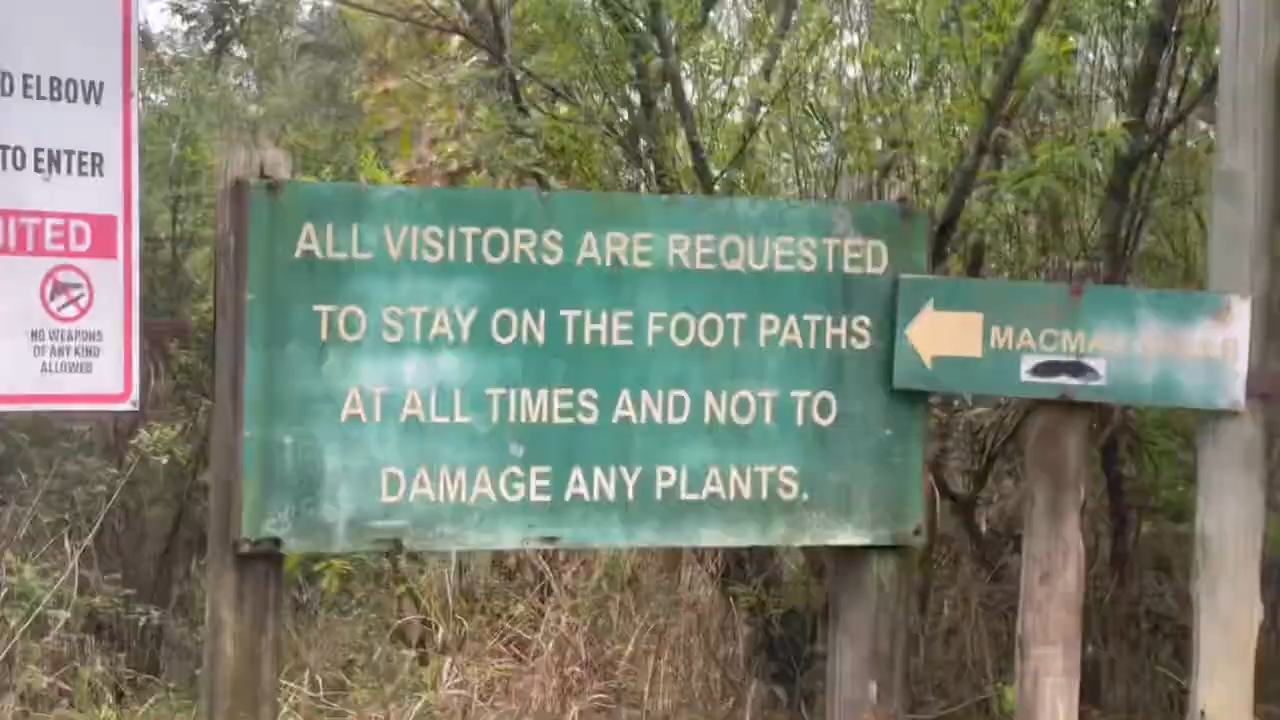 D ELBOW
TO ENTER
ITED
NO WEAPONS
OF ANY KIND
ALLOWED
ALL VISITORS ARE REQUESTED
TO STAY ON THE FOOT PATHS
AT ALL TIMES AND NOT TO
DAMAGE ANY PLANTS.